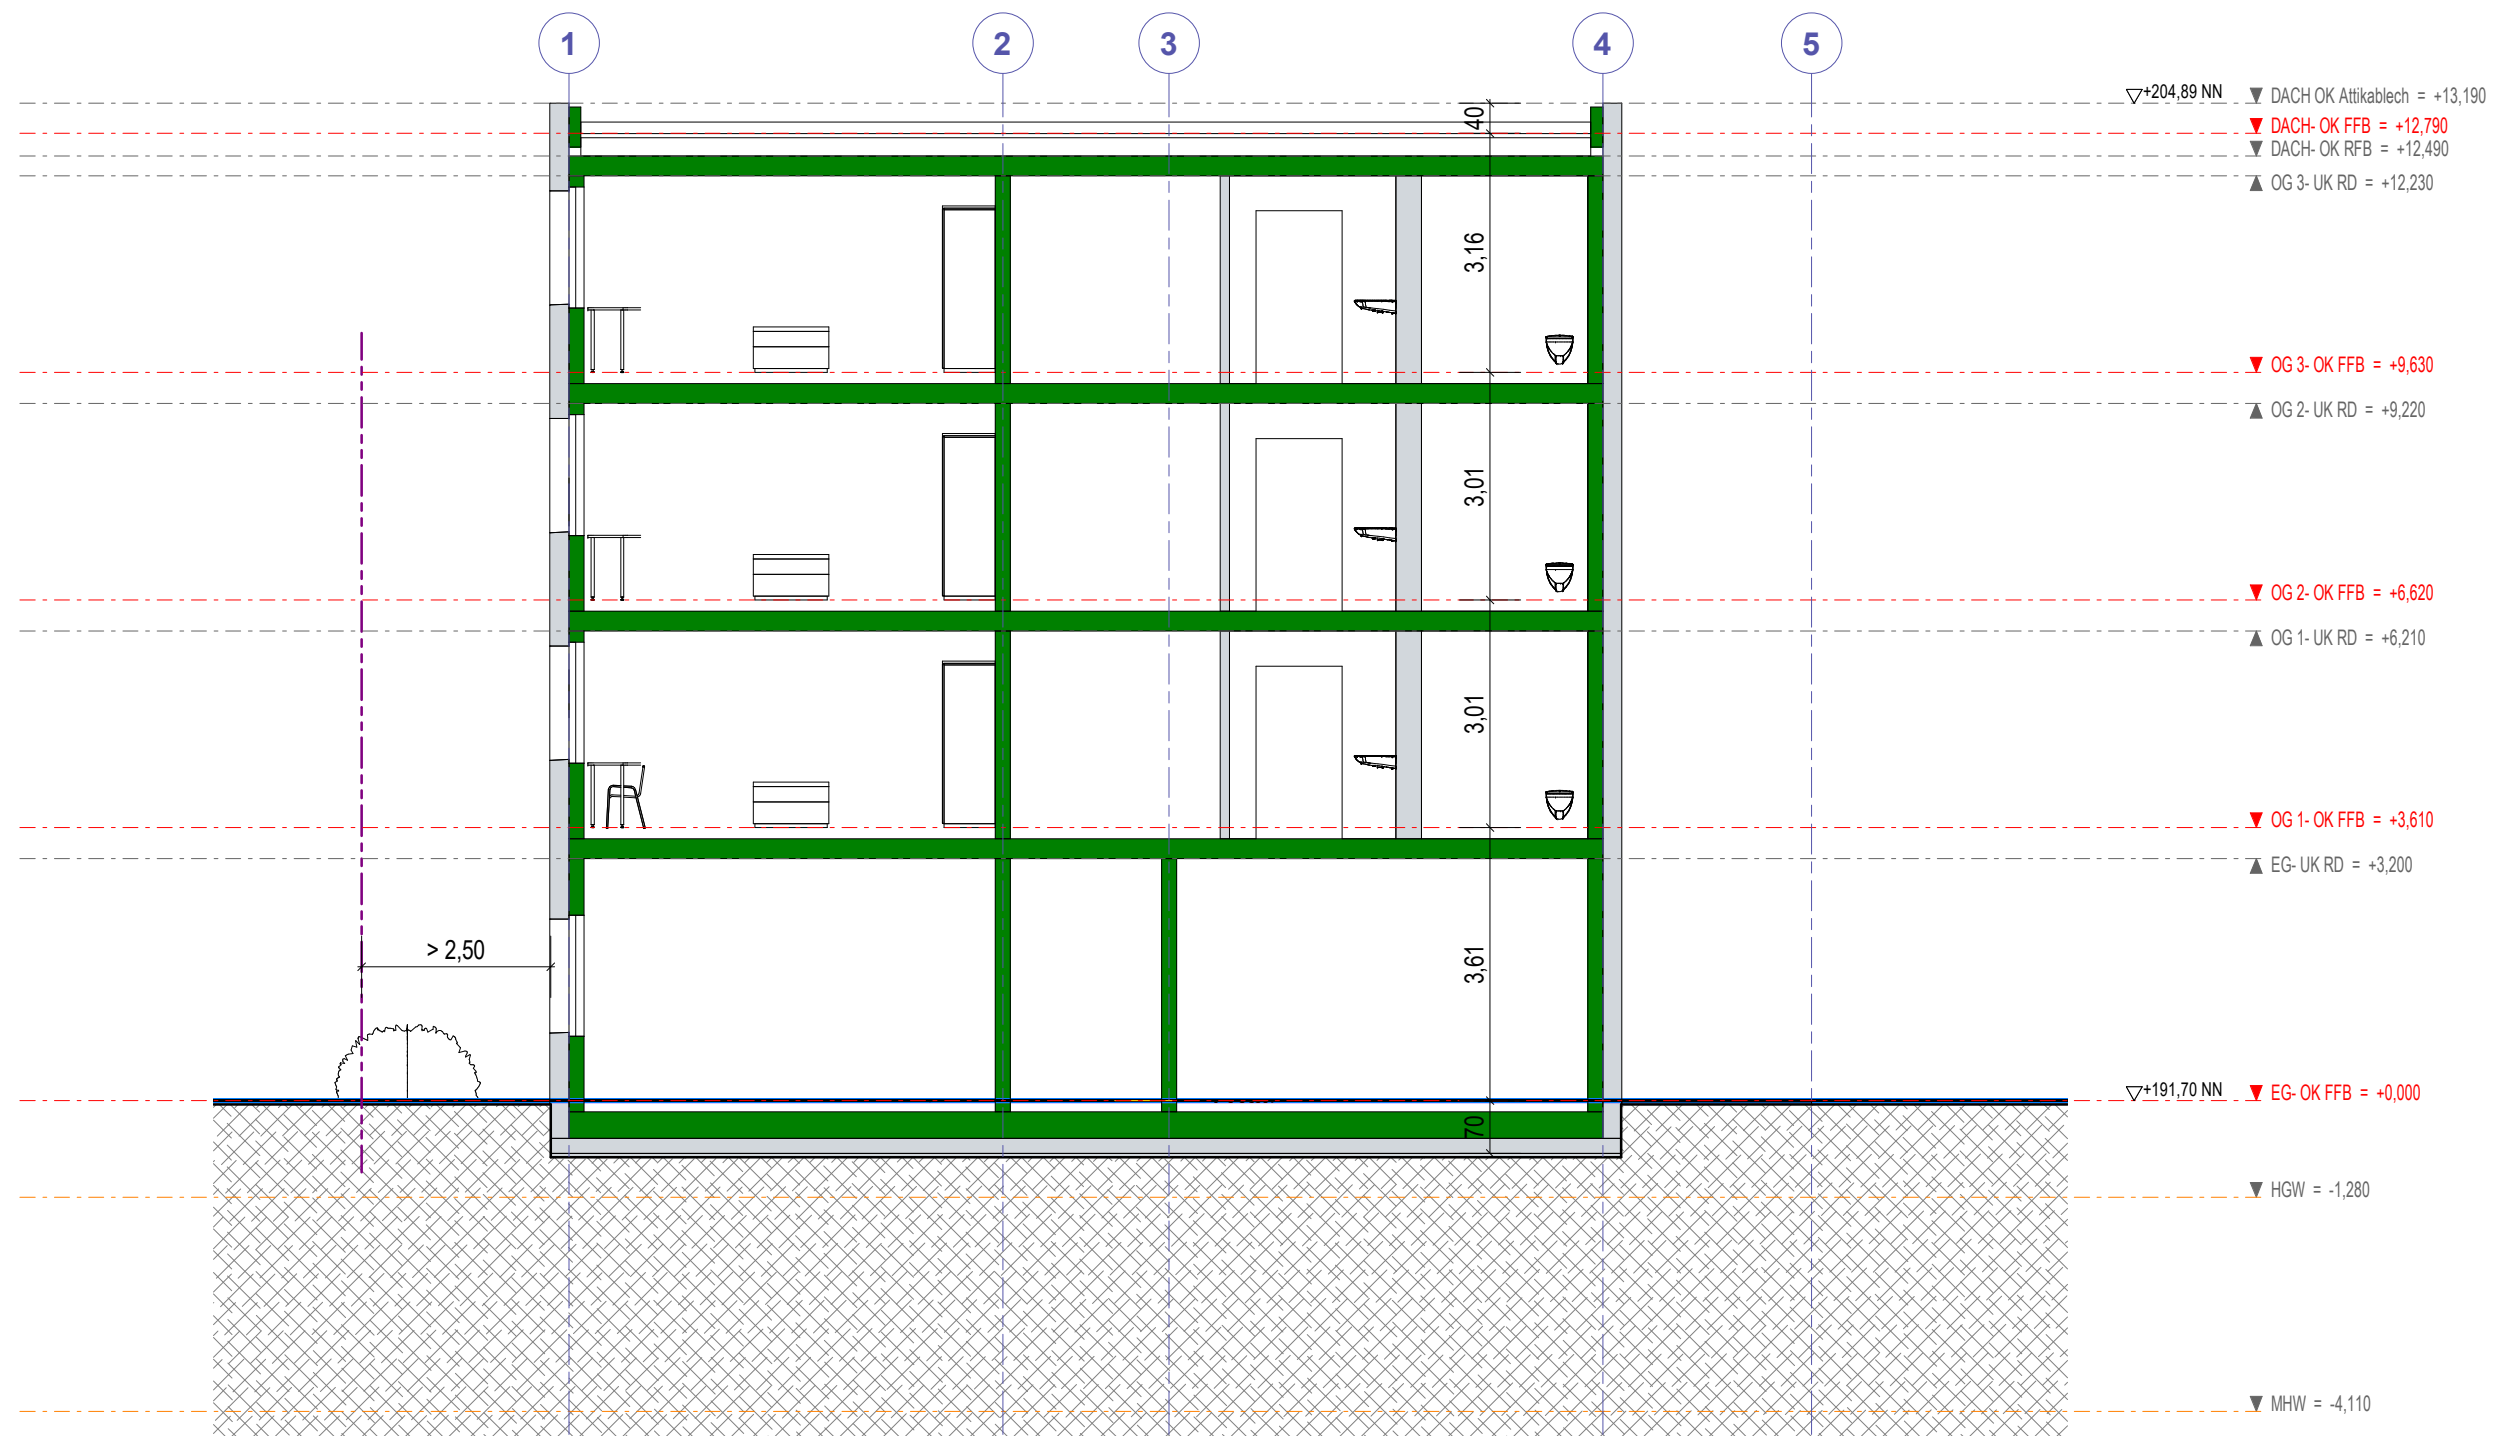 1 2 3 4 5
+204,89 NN
DACH OK Attikablech = +13,190
40
DACH- OK FFB = +12,790
DACH- OK RFB = +12,490
OG 3- UK RD = +12,230
3,16
OG 3- OK FFB = +9,630
OG 2- UK RD = +9,220
3,01
OG 2- OK FFB = +6,620
OG 1- UK RD = +6,210
3,01
OG 1- OK FFB = +3,610
EG- UK RD = +3,200
> 2,50
3,61
+191,70 NN
EG- OK FFB = +0,000
70
HGW = -1,280
MHW = -4,110